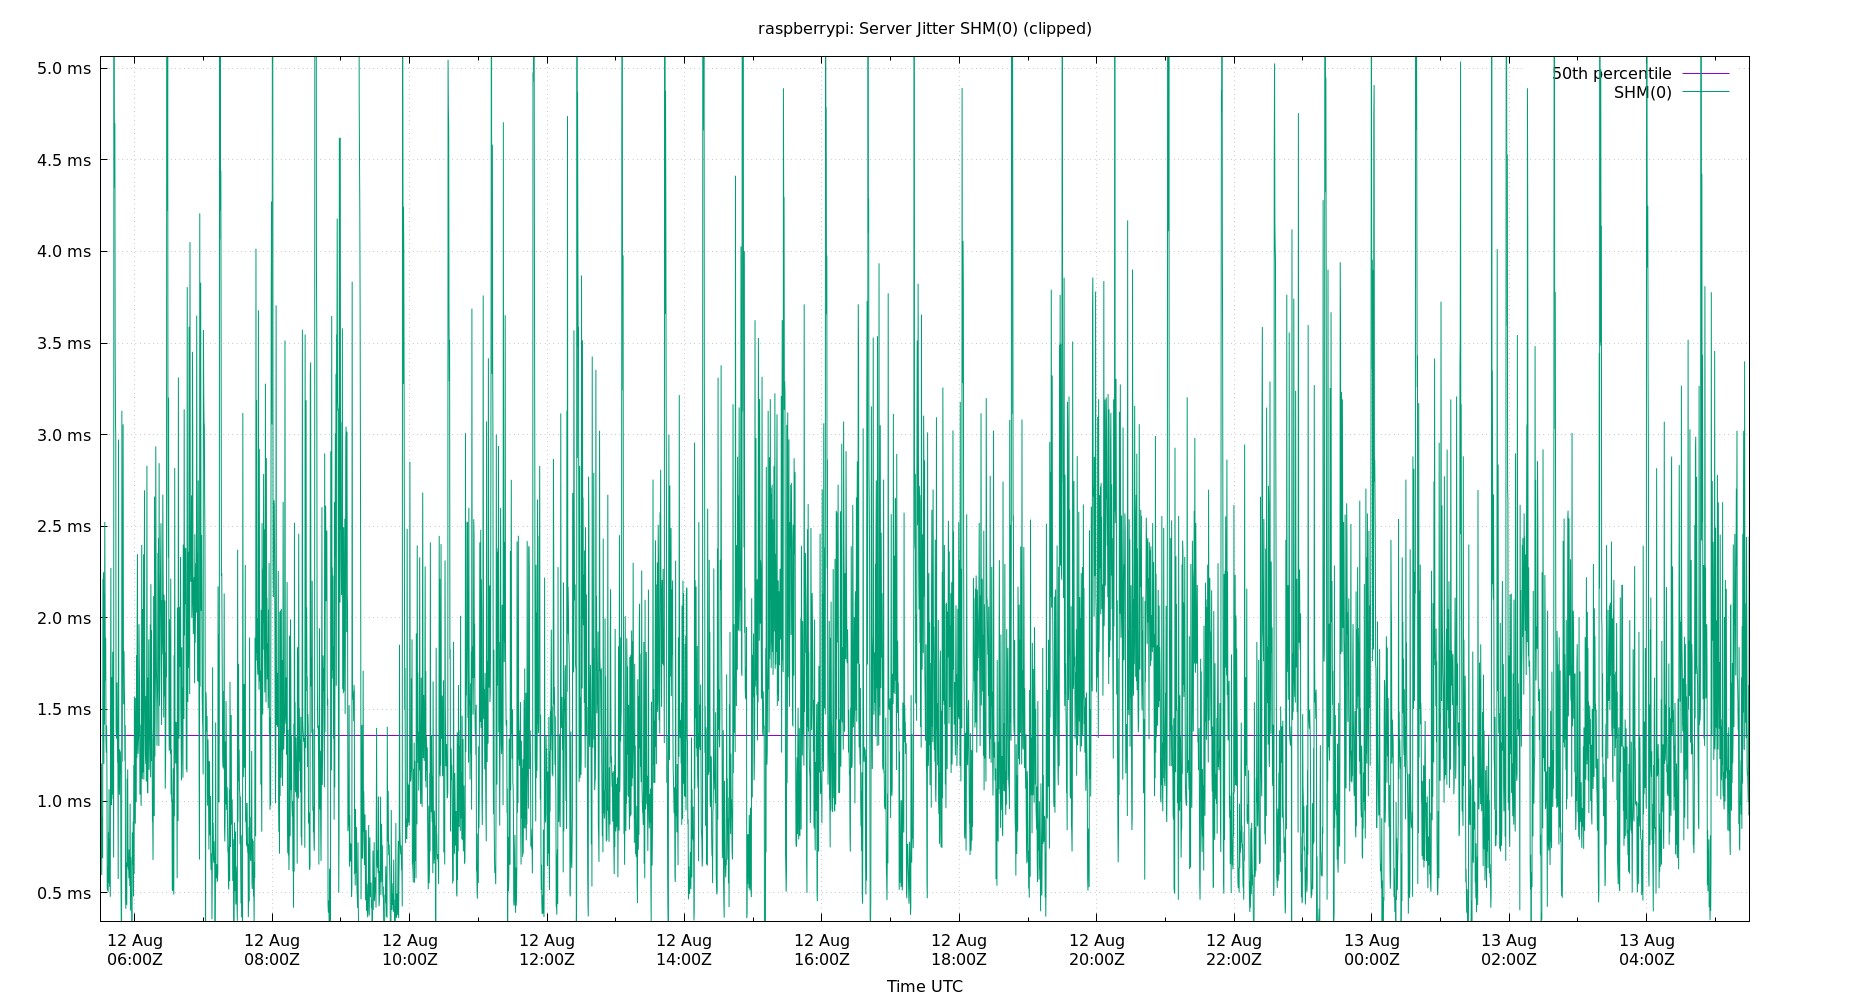 raspberrypi: Server Jitter SHM(0) (clipped)
5.0 ms
4.5 ms
4.0 ms
3.5 ms
3.0 ms
2.5 ms
2.0 ms
1.5 ms
1.0 ms
0.5 ms
50th percentile
SHM(0)
12 Aug 12 Aug 12 Aug 12 Aug 12 Aug 12 Aug 12 Aug 12 Aug 12 Aug 13 Aug 13 Aug 13 Aug
06:00Z 08:00Z 10:00Z 12:00Z 14:00Z 16:00Z 18:00Z 20:00Z 22:00Z 00:00Z 02:00Z 04:00Z
Time UTC